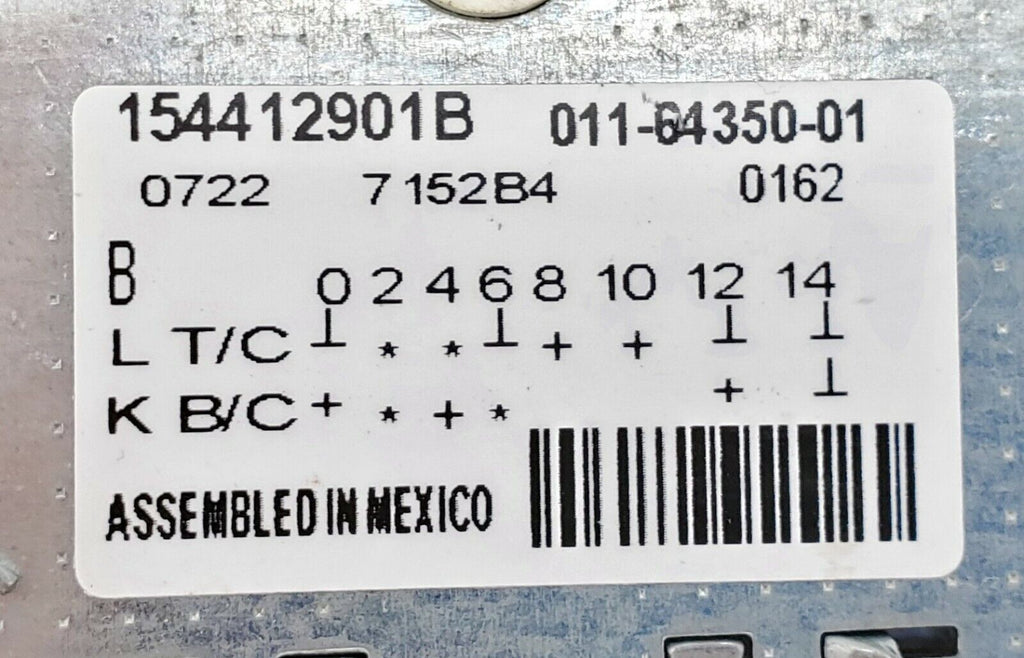 154412901B 011-64350-01
0722 7152B4 0162
B 0 2 4 6 8 10 12 14
L T/C ⊥ * * ⊥ + + ⊥ ⊥
K B/C + * + * + ⊥
ASSEMBLED IN MEXICO